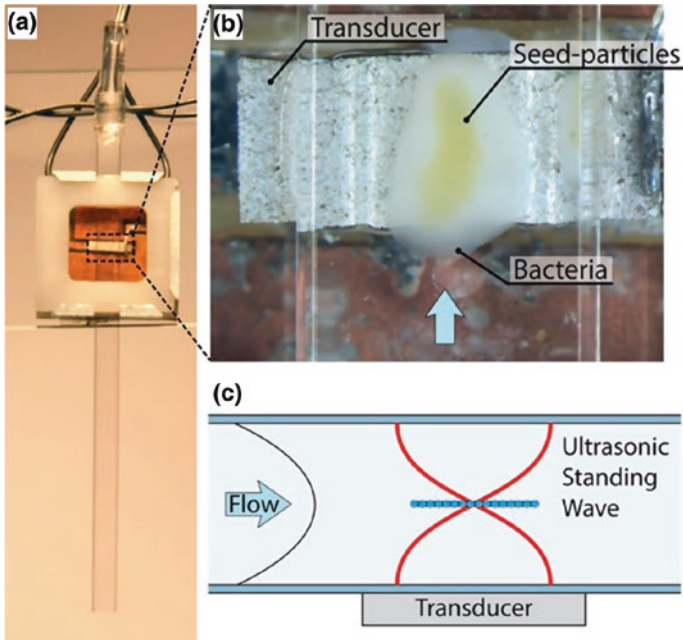 (a)
(b)
Transducer
Seed-particles
Bacteria
(c)
Flow
Ultrasonic
Standing
Wave
Transducer